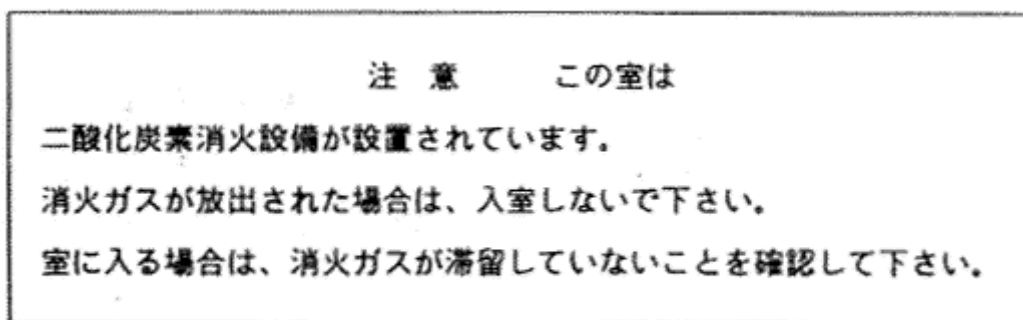 注 意　　この室は
二酸化炭素消火設備が設置されています。
消火ガスが放出された場合は、入室しないで下さい。
室に入る場合は、消火ガスが滞留していないことを確認して下さい。